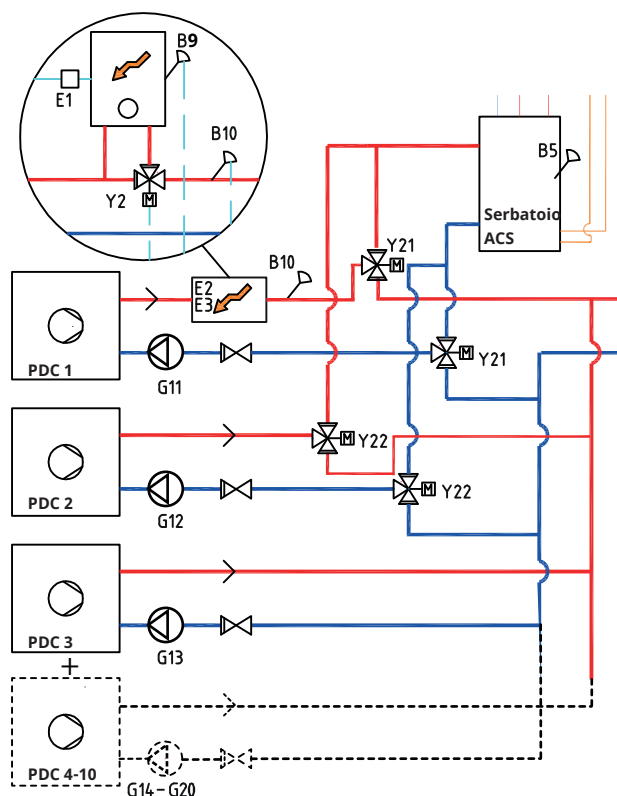 B9
E1
B10
Y2
M
B5
Serbatoio
ACS
Y21
M
B10
E2
E3
PDC 1
G11
M
Y21
PDC 2
G12
M
Y22
M
Y22
PDC 3
G13
+
PDC 4-10
G14-G20